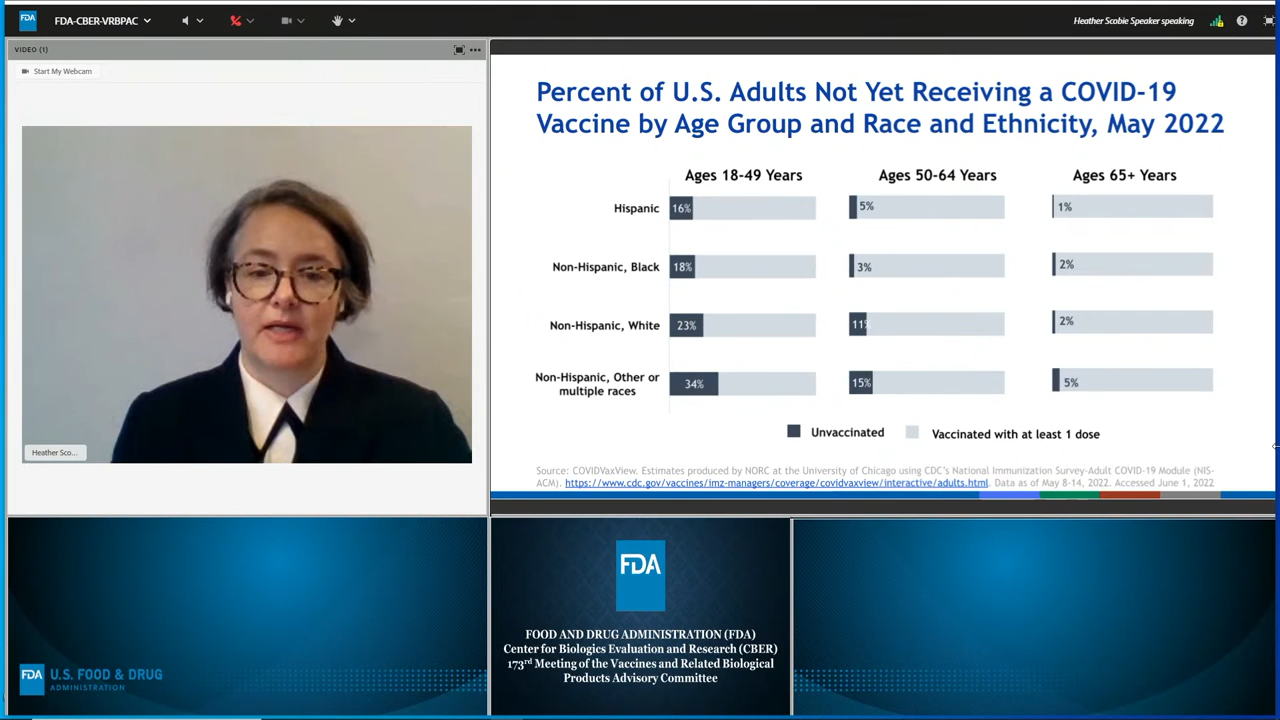 FDA
FDA-CBER-VRBPAC
Heather Scobie Speaker speaking
VIDEO (1)
Start My Webcam
Heather Sco...
Percent of U.S. Adults Not Yet Receiving a COVID-19
Vaccine by Age Group and Race and Ethnicity, May 2022
Ages 18-49 Years
Ages 50-64 Years
Ages 65+ Years
Hispanic
16%
5%
1%
Non-Hispanic, Black
18%
3%
2%
Non-Hispanic, White
23%
11%
2%
Non-Hispanic, Other or
multiple races
34%
15%
5%
Unvaccinated
Vaccinated with at least 1 dose
Source: COVIDVaxView. Estimates produced by NORC at the University of Chicago using CDC's National Immunization Survey-Adult COVID-19 Module (NIS-
ACM). https://www.cdc.gov/vaccines/imz-managers/coverage/covidvaxview/interactive/adults.html. Data as of May 8-14, 2022. Accessed June 1, 2022
FDA
U.S. FOOD & DRUG
ADMINISTRATION
FDA
FOOD AND DRUG ADMINISTRATION (FDA)
Center for Biologics Evaluation and Research (CBER)
173rd Meeting of the Vaccines and Related Biological
Products Advisory Committee